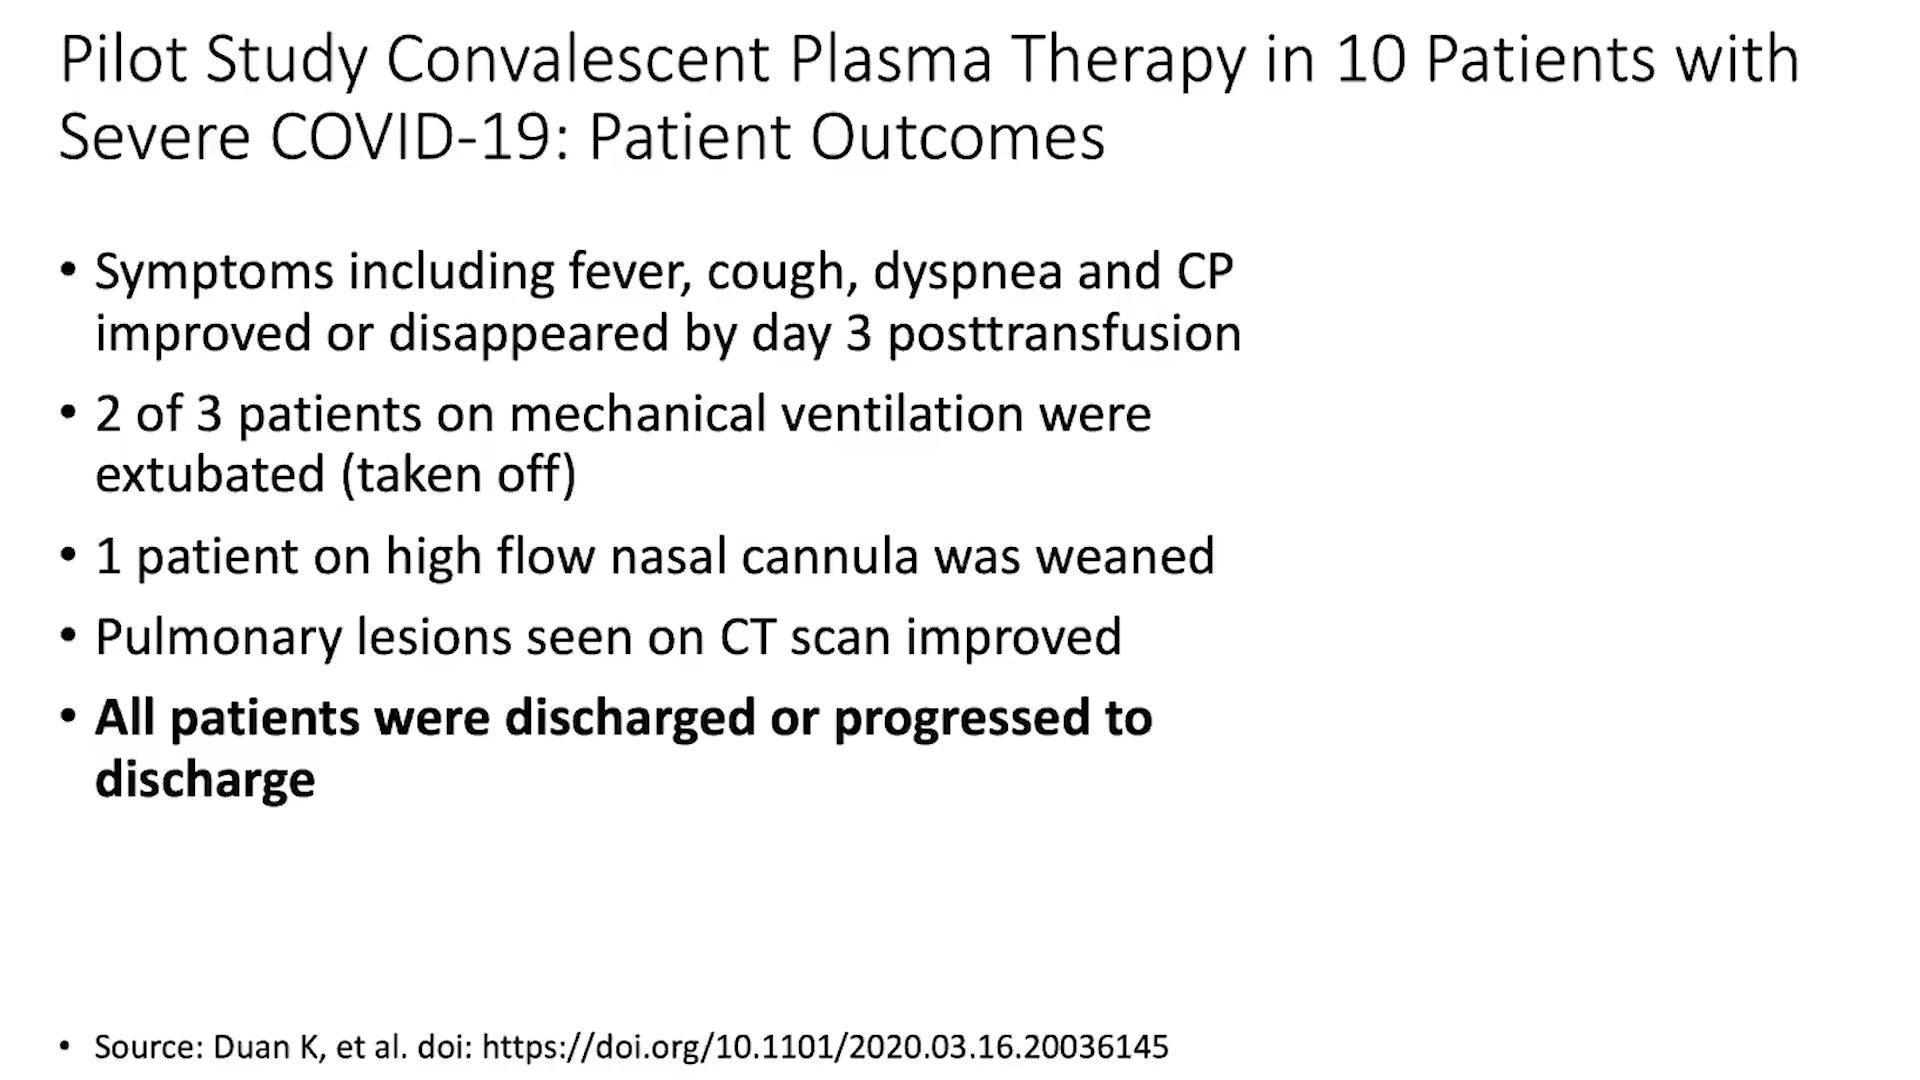 Pilot Study Convalescent Plasma Therapy in 10 Patients with
Severe COVID-19: Patient Outcomes
• Symptoms including fever, cough, dyspnea and CP
improved or disappeared by day 3 posttransfusion
• 2 of 3 patients on mechanical ventilation were
extubated (taken off)
• 1 patient on high flow nasal cannula was weaned
• Pulmonary lesions seen on CT scan improved
• All patients were discharged or progressed to
discharge
• Source: Duan K, et al. doi: https://doi.org/10.1101/2020.03.16.20036145